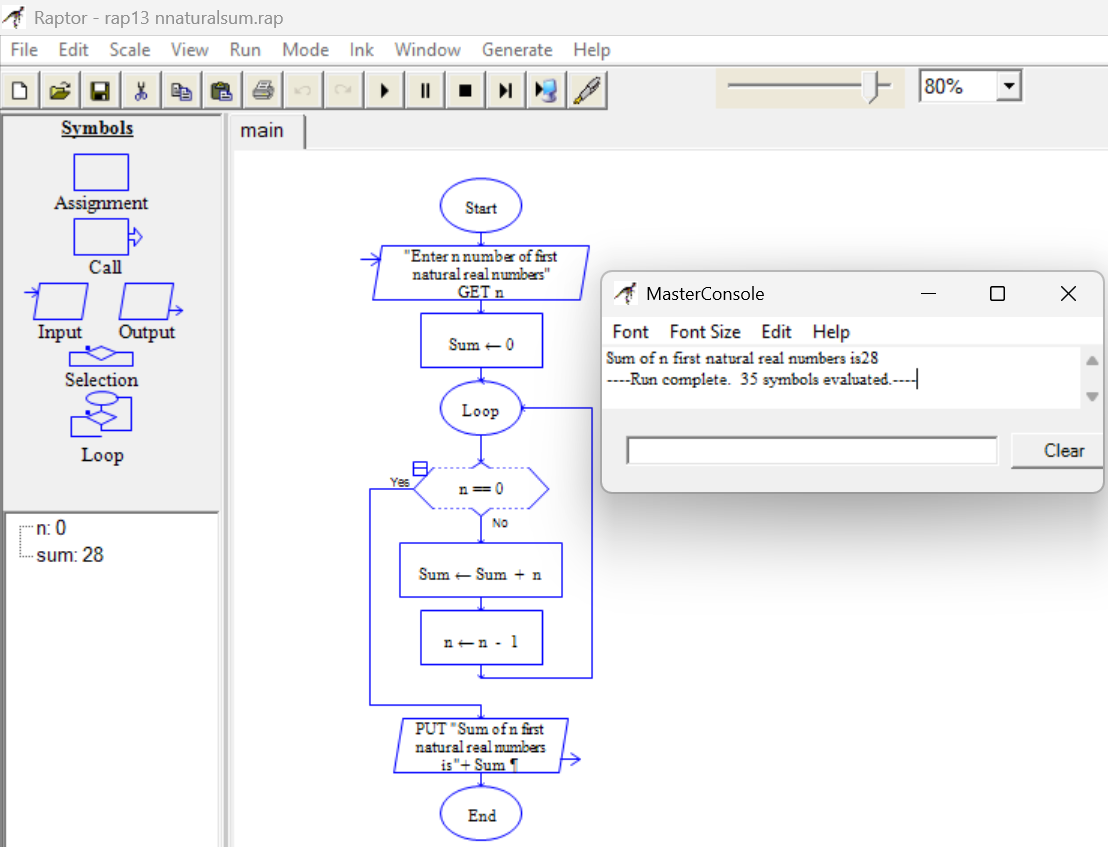 Raptor - rap13 nnaturalsum.rap
File Edit Scale View Run Mode Ink Window Generate Help
80%
Symbols
Assignment
Call
Input Output
Selection
Loop
n: 0
sum: 28
main
Start
"Enter n number of first
natural real numbers"
GET n
Sum ← 0
Loop
Yes
n == 0
No
Sum ← Sum + n
n ← n - 1
PUT "Sum of n first
natural real numbers
is"+ Sum ¶
End
MasterConsole
Font Font Size Edit Help
Sum of n first natural real numbers is28
----Run complete. 35 symbols evaluated.----
Clear